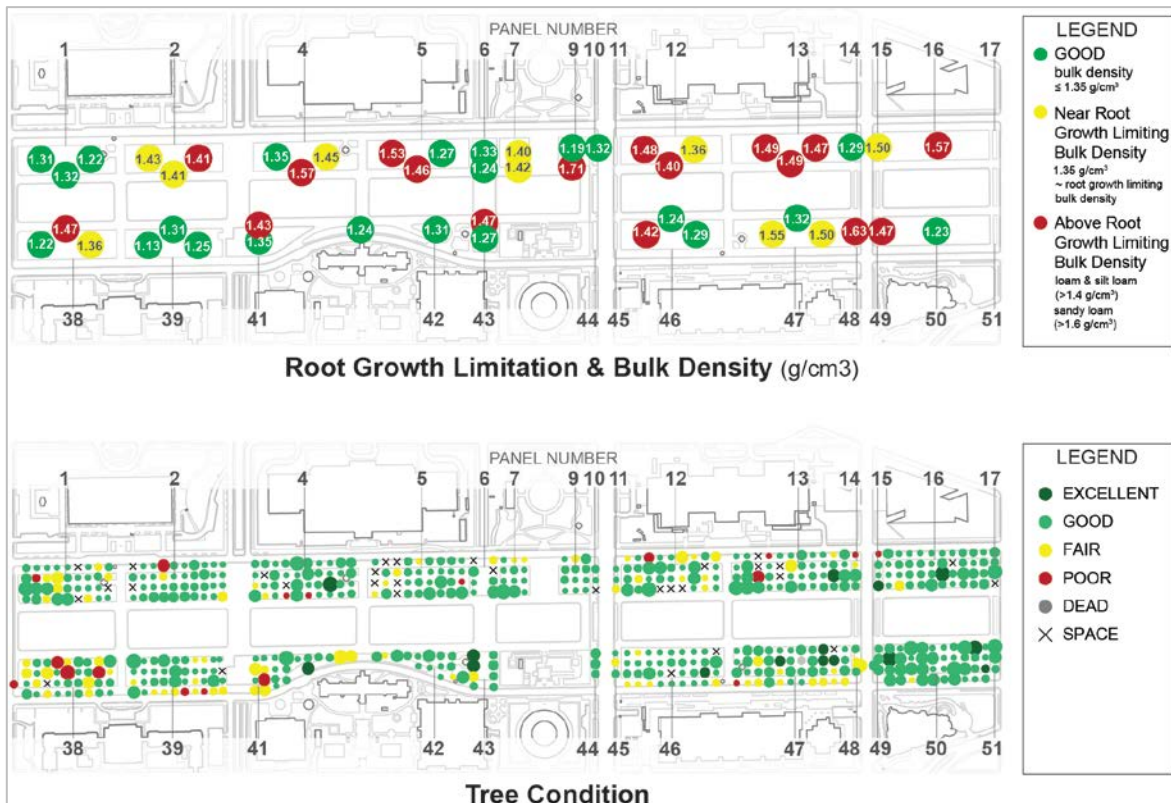 PANEL NUMBER
1 2 4 5 6 7 9 10 11 12 13 14 15 16 17
1.31 1.32 1.22 1.43 1.41 1.41 1.35 1.57 1.45 1.53 1.46 1.27 1.33 1.24 1.40 1.42 1.19 1.71 1.32 1.48 1.40 1.36 1.49 1.49 1.47 1.29 1.50 1.57
1.22 1.47 1.36 1.13 1.31 1.25 1.43 1.35 1.24 1.31 1.47 1.27 1.42 1.24 1.29 1.55 1.32 1.50 1.63 1.47 1.23
38 39 41 42 43 44 45 46 47 48 49 50 51
Root Growth Limitation & Bulk Density (g/cm3)
LEGEND
GOOD
bulk density
≤ 1.35 g/cm³
Near Root
Growth Limiting
Bulk Density
1.35 g/cm³
~ root growth limiting
bulk density
Above Root
Growth Limiting
Bulk Density
loam & silt loam
(>1.4 g/cm³)
sandy loam
(>1.6 g/cm³)
PANEL NUMBER
1 2 4 5 6 7 9 10 11 12 13 14 15 16 17
38 39 41 42 43 44 45 46 47 48 49 50 51
Tree Condition
LEGEND
EXCELLENT
GOOD
FAIR
POOR
DEAD
SPACE